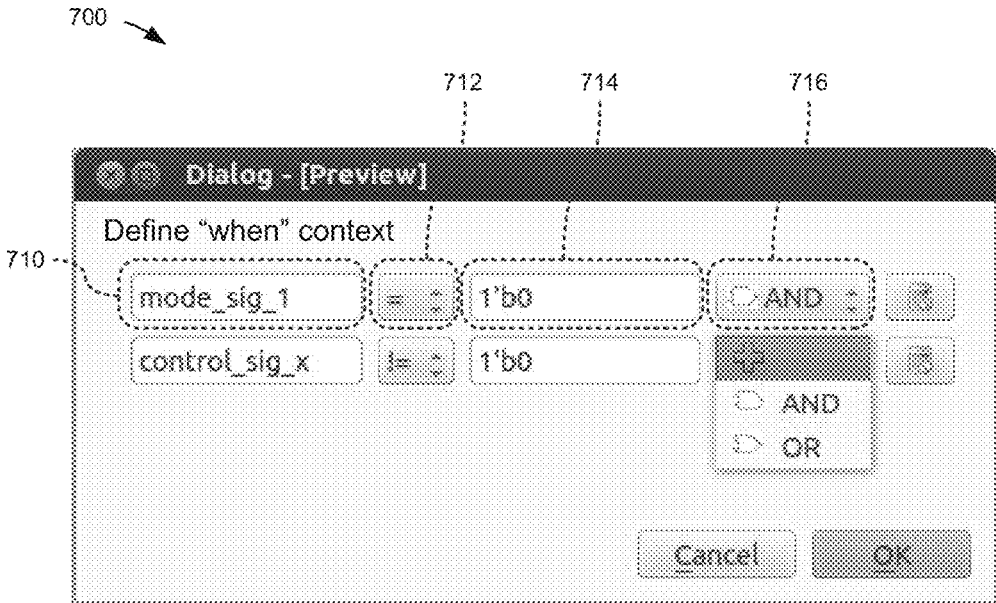 700
712 714 716
Dialog - [Preview]
Define “when” context
710
mode_sig_1 = 1'b0 AND
control_sig_x != 1'b0
AND
OR
Cancel OK